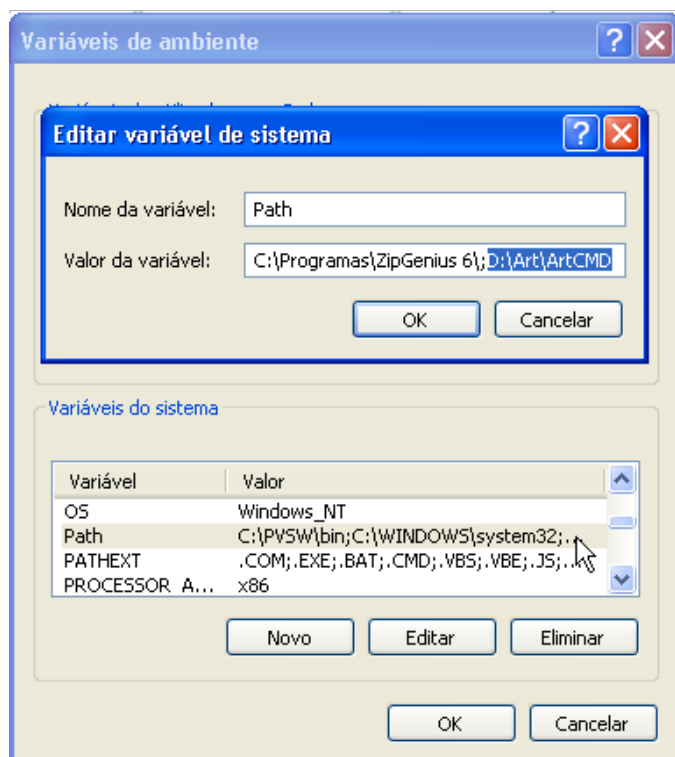 Variáveis de ambiente
Editar variável de sistema
Nome da variável: Path
Valor da variável: C:\Programas\ZipGenius 6\;D:\Art\ArtCMD
OK Cancelar
Variáveis do sistema
Variável Valor
OS Windows_NT
Path C:\PVSW\bin;C:\WINDOWS\system32;...
PATHEXT .COM;.EXE;.BAT;.CMD;.VBS;.VBE;.JS;...
PROCESSOR_A... x86
Novo Editar Eliminar
OK Cancelar